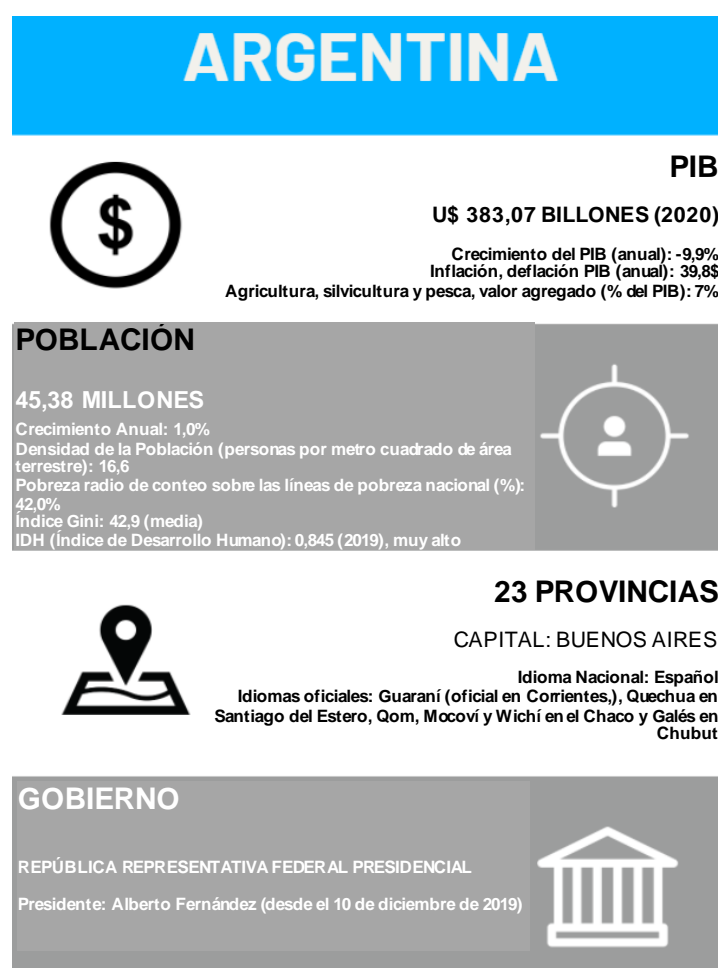 ARGENTINA
$
PIB
U$ 383,07 BILLONES (2020)
Crecimiento del PIB (anual): -9,9%
Inflación, deflación PIB (anual): 39,8$
Agricultura, silvicultura y pesca, valor agregado (% del PIB): 7%
POBLACIÓN
45,38 MILLONES
Crecimiento Anual: 1,0%
Densidad de la Población (personas por metro cuadrado de área
terrestre): 16,6
Pobreza radio de conteo sobre las líneas de pobreza nacional (%):
42,0%
Índice Gini: 42,9 (media)
IDH (Índice de Desarrollo Humano): 0,845 (2019), muy alto
23 PROVINCIAS
CAPITAL: BUENOS AIRES
Idioma Nacional: Español
Idiomas oficiales: Guaraní (oficial en Corrientes,), Quechua en
Santiago del Estero, Qom, Mocoví y Wichí en el Chaco y Galés en
Chubut
GOBIERNO
REPÚBLICA REPRESENTATIVA FEDERAL PRESIDENCIAL
Presidente: Alberto Fernández (desde el 10 de diciembre de 2019)